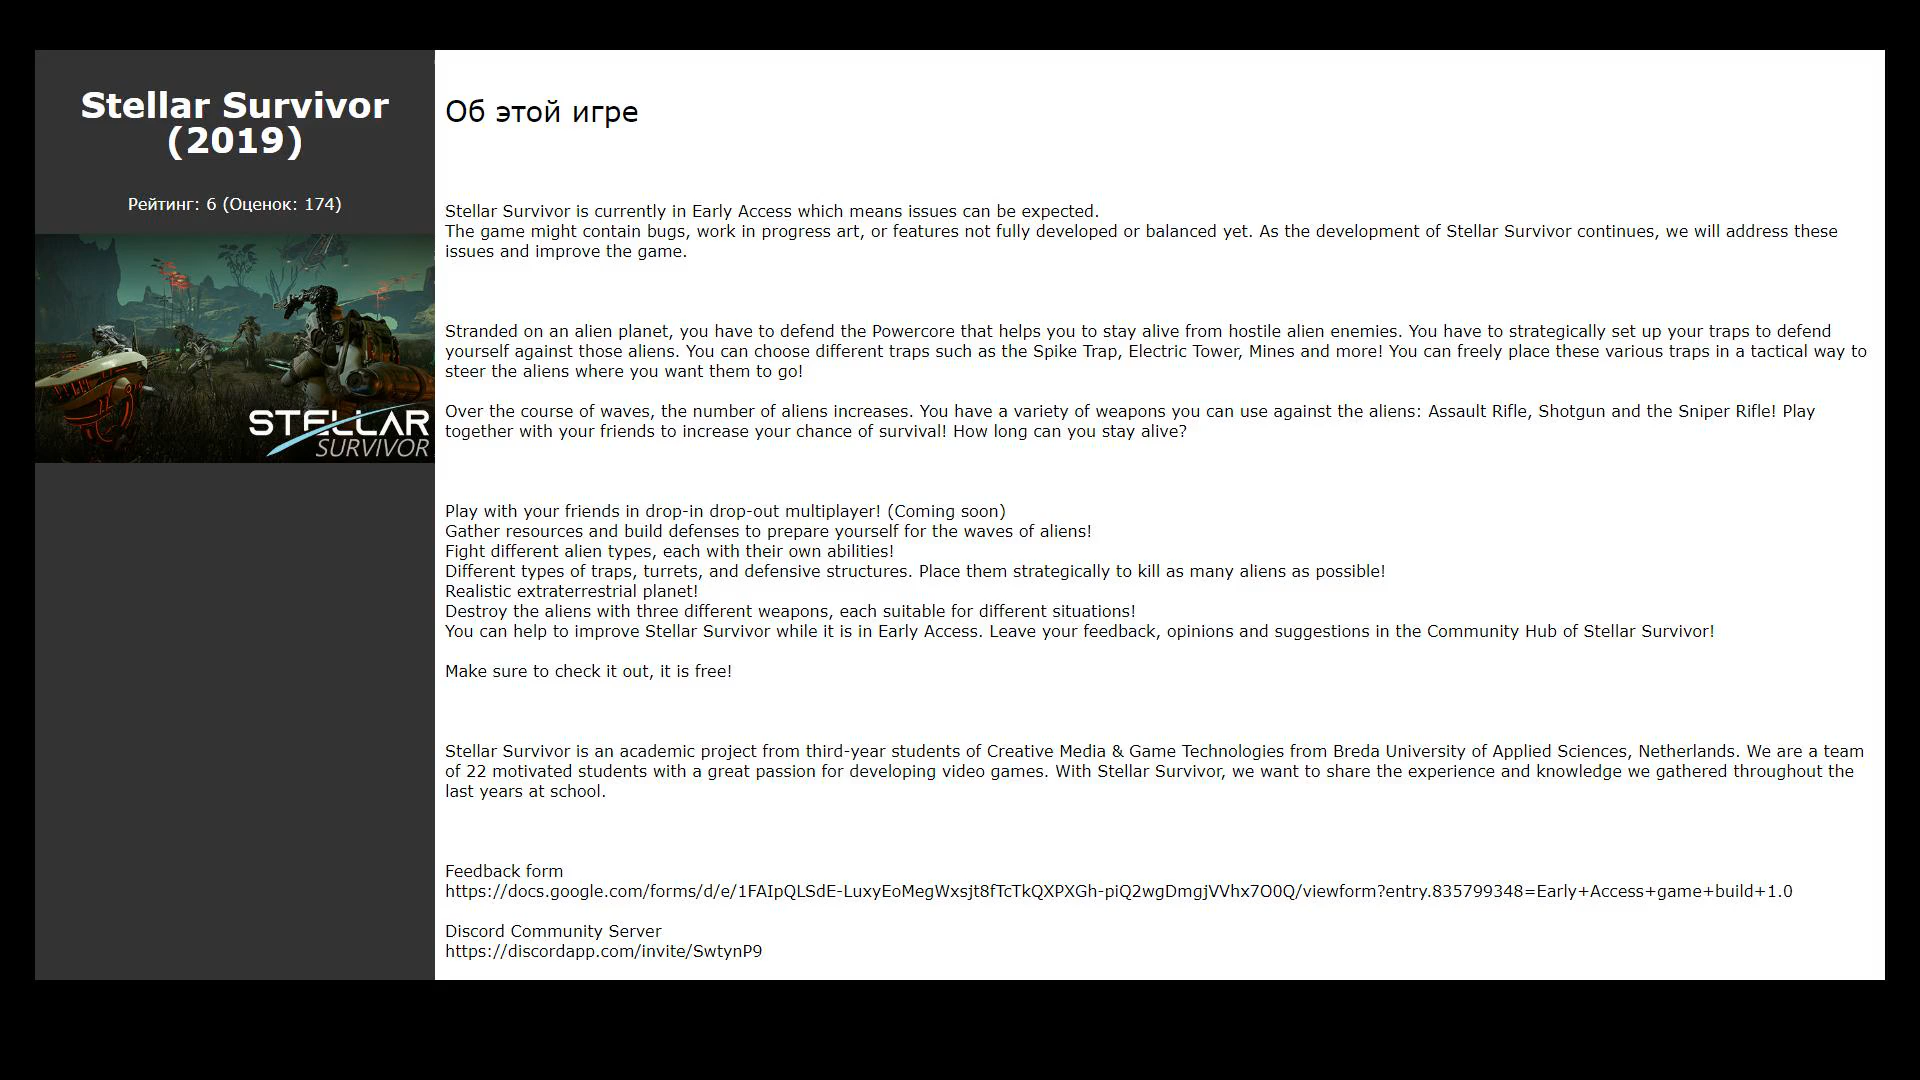 Stellar Survivor
(2019)
Рейтинг: 6 (Оценок: 174)
STELLAR
SURVIVOR
Об этой игре
Stellar Survivor is currently in Early Access which means issues can be expected.
The game might contain bugs, work in progress art, or features not fully developed or balanced yet. As the development of Stellar Survivor continues, we will address these
issues and improve the game.
Stranded on an alien planet, you have to defend the Powercore that helps you to stay alive from hostile alien enemies. You have to strategically set up your traps to defend
yourself against those aliens. You can choose different traps such as the Spike Trap, Electric Tower, Mines and more! You can freely place these various traps in a tactical way to
steer the aliens where you want them to go!
Over the course of waves, the number of aliens increases. You have a variety of weapons you can use against the aliens: Assault Rifle, Shotgun and the Sniper Rifle! Play
together with your friends to increase your chance of survival! How long can you stay alive?
Play with your friends in drop-in drop-out multiplayer! (Coming soon)
Gather resources and build defenses to prepare yourself for the waves of aliens!
Fight different alien types, each with their own abilities!
Different types of traps, turrets, and defensive structures. Place them strategically to kill as many aliens as possible!
Realistic extraterrestrial planet!
Destroy the aliens with three different weapons, each suitable for different situations!
You can help to improve Stellar Survivor while it is in Early Access. Leave your feedback, opinions and suggestions in the Community Hub of Stellar Survivor!
Make sure to check it out, it is free!
Stellar Survivor is an academic project from third-year students of Creative Media & Game Technologies from Breda University of Applied Sciences, Netherlands. We are a team
of 22 motivated students with a great passion for developing video games. With Stellar Survivor, we want to share the experience and knowledge we gathered throughout the
last years at school.
Feedback form
https://docs.google.com/forms/d/e/1FAIpQLSdE-LuxyEoMegWxsjt8fTcTkQXPXGh-piQ2wgDmgjVVhx7O0Q/viewform?entry.835799348=Early+Access+game+build+1.0
Discord Community Server
https://discordapp.com/invite/SwtynP9